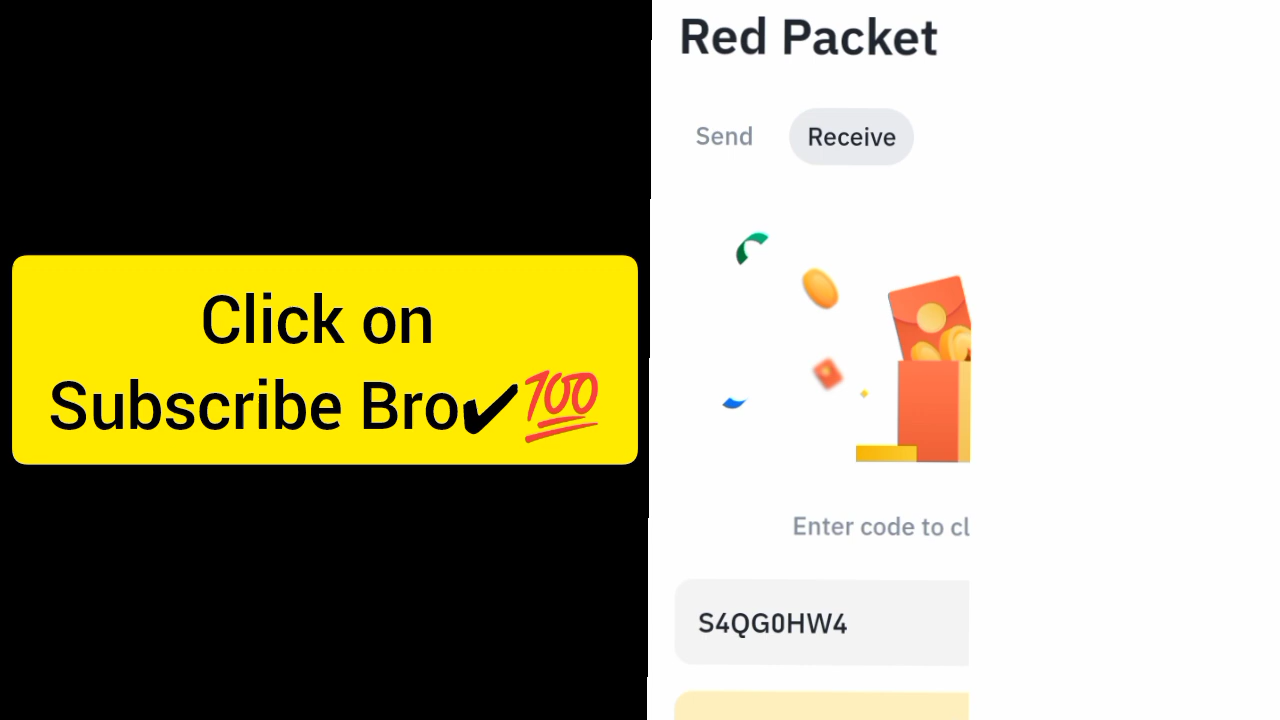 Click on
Subscribe Bro✔💯
Red Packet
Send
Receive
Enter code to cl
S4QG0HW4